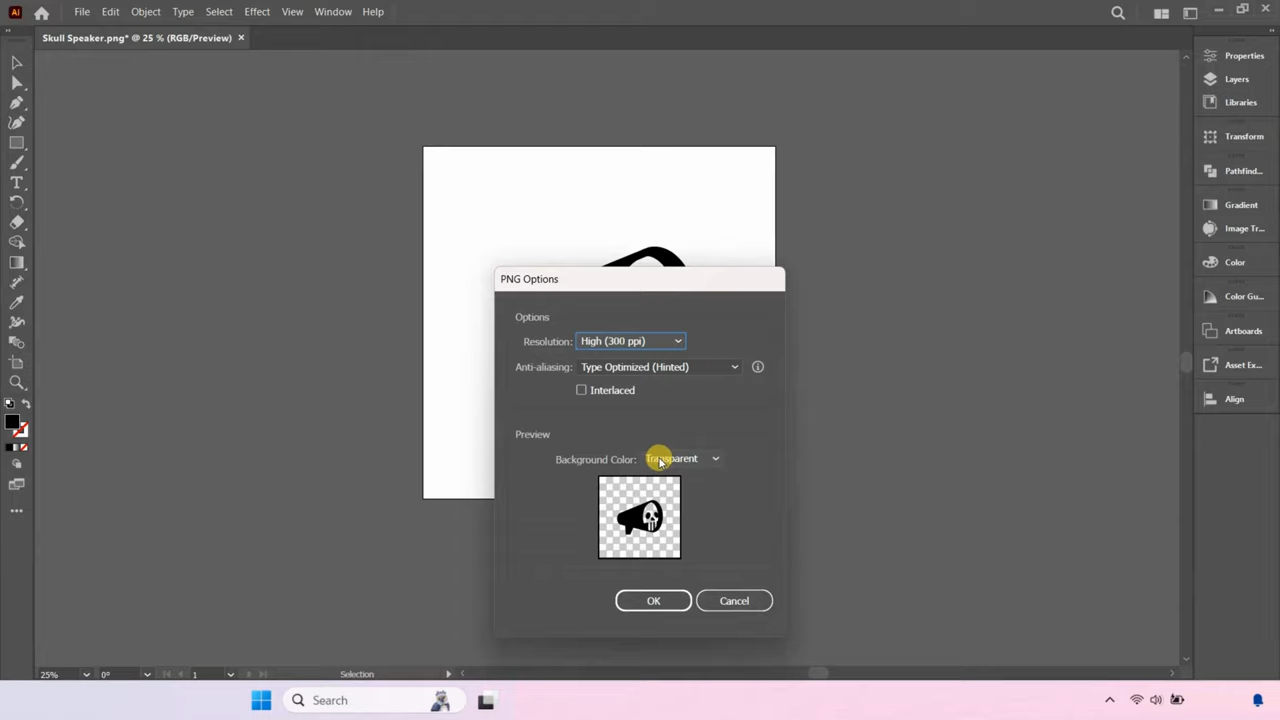 Ai File Edit Object Type Select Effect View Window Help
Skull Speaker.png* @ 25 % (RGB/Preview) ×
Properties
Layers
Libraries
Transform
Pathfind...
Gradient
Image Tr...
Color
Color Gu...
Artboards
Asset Ex...
Align
PNG Options
Options
Resolution: High (300 ppi)
Anti-aliasing: Type Optimized (Hinted)
Interlaced
Preview
Background Color: Transparent
OK Cancel
25% 0° 1 Selection
Search